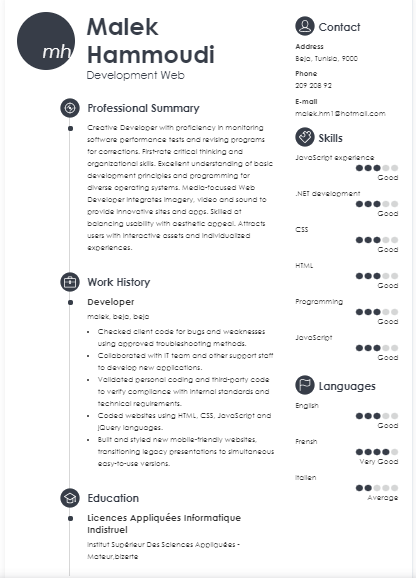 mh
Malek
Hammoudi
Development Web
Professional Summary
Creative Developer with proficiency in monitoring
software performance tests and revising programs
for corrections. First-rate critical thinking and
organizational skills. Excellent understanding of basic
development principles and programming for
diverse operating systems. Media-focused Web
Developer integrates imagery, video and sound to
provide innovative sites and apps. Skilled at
balancing usability with aesthetic appeal. Attracts
users with interactive assets and individualized
experiences.
Work History
Developer
malek, beja, beja
• Checked client code for bugs and weaknesses
using approved troubleshooting methods.
• Collaborated with IT team and other support staff
to develop new applications.
• Validated personal coding and third-party code
to verify compliance with internal standards and
technical requirements.
• Coded websites using HTML, CSS, JavaScript and
jQuery languages.
• Built and styled new mobile-friendly websites,
transitioning legacy presentations to simultaneous
easy-to-use versions.
Education
Licences Appliquées Informatique
Indistruel
Institut Supérieur Des Sciences Appliquées -
Mateur,bizerte
Contact
Address
Beja, Tunisia, 9000
Phone
209 208 92
E-mail
malek.hm1@hotmail.com
Skills
JavaScript experience
Good
.NET development
Good
CSS
Good
HTML
Good
Programming
Good
JavaScript
Good
Languages
English
Good
Frensh
Very Good
Italien
Average